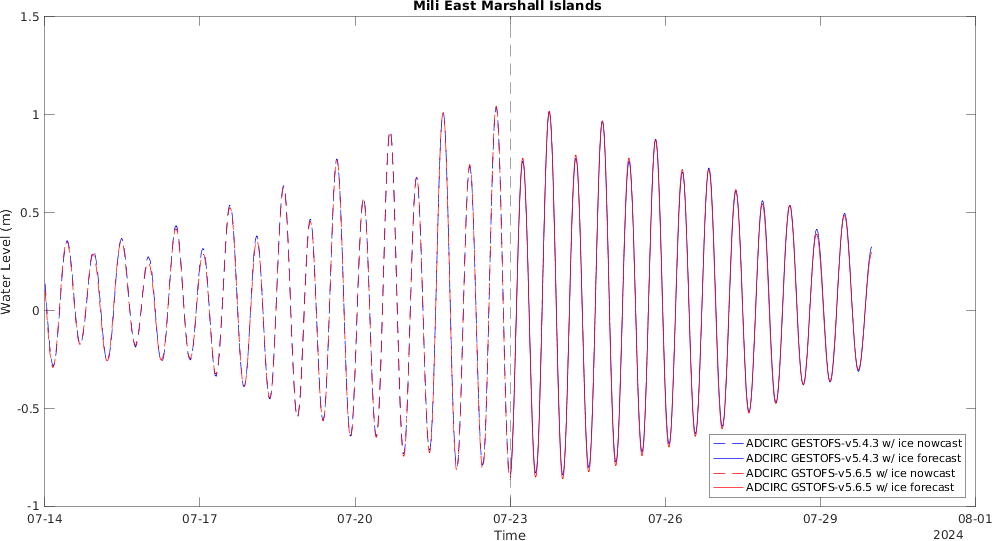 Mili East Marshall Islands
1.5
1
0.5
0
-0.5
-1
Water Level (m)
07-14 07-17 07-20 07-23 07-26 07-29 08-01
Time
2024
ADCIRC GESTOFS-v5.4.3 w/ ice nowcast
ADCIRC GESTOFS-v5.4.3 w/ ice forecast
ADCIRC GSTOFS-v5.6.5 w/ ice nowcast
ADCIRC GSTOFS-v5.6.5 w/ ice forecast